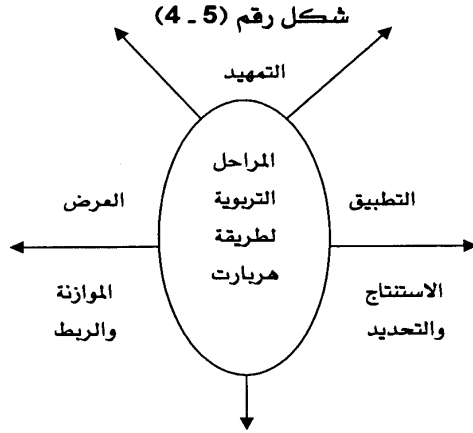 شكل رقم (5 ـ 4)
التمهيد
المراحل
التربوية
لطريقة
هربارت
التطبيق
العرض
الاستنتاج
والتحديد
الموازنة
والربط